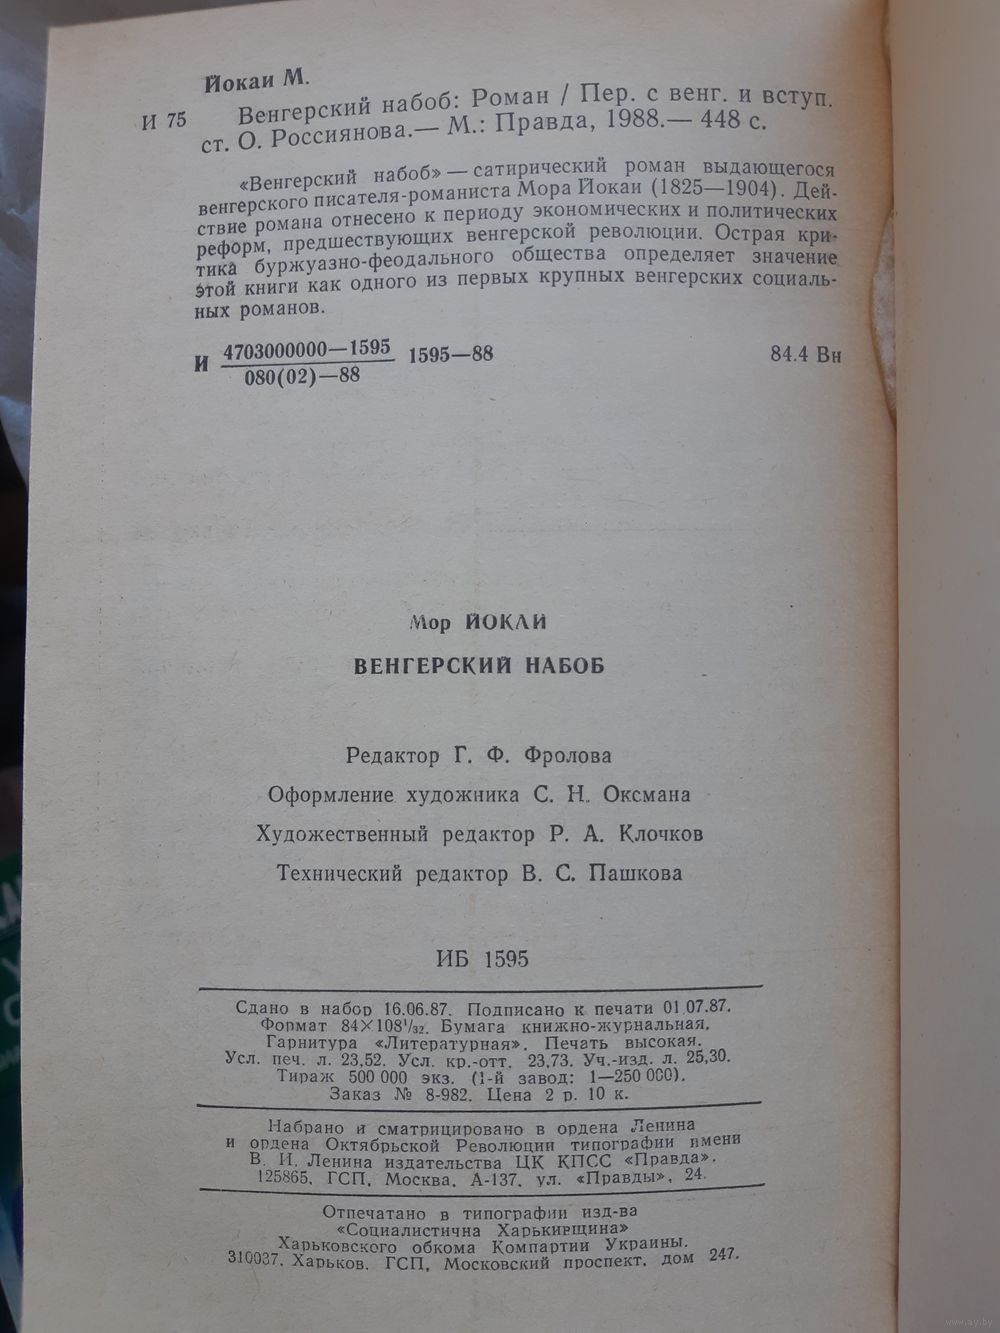 Йокаи М.
И 75 Венгерский набоб: Роман / Пер. с венг. и вступ.
ст. О. Россиянова.— М.: Правда, 1988.— 448 с.
«Венгерский набоб» — сатирический роман выдающегося
венгерского писателя-романиста Мора Йокаи (1825—1904). Дей-
ствие романа отнесено к периоду экономических и политических
реформ, предшествующих венгерской революции. Острая кри-
тика буржуазно-феодального общества определяет значение
этой книги как одного из первых крупных венгерских социаль-
ных романов.
И 4703000000—1595 1595—88 84.4 Вн
080(02)—88
Мор ЙОКАИ
ВЕНГЕРСКИЙ НАБОБ
Редактор Г. Ф. Фролова
Оформление художника С. Н. Оксмана
Художественный редактор Р. А. Клочков
Технический редактор В. С. Пашкова
ИБ 1595
Сдано в набор 16.06.87. Подписано к печати 01.07.87.
Формат 84×108¹/₃₂. Бумага книжно-журнальная.
Гарнитура «Литературная». Печать высокая.
Усл. печ. л. 23,52. Усл. кр.-отт. 23,73. Уч.-изд. л. 25,30.
Тираж 500 000 экз. (1-й завод: 1—250 000).
Заказ № 8-982. Цена 2 р. 10 к.
Набрано и сматрицировано в ордена Ленина
и ордена Октябрьской Революции типографии имени
В. И. Ленина издательства ЦК КПСС «Правда».
125865, ГСП, Москва, А-137, ул. «Правды», 24.
Отпечатано в типографии изд-ва
«Социалистична Харькивщина»
Харьковского обкома Компартии Украины.
310037, Харьков, ГСП, Московский проспект, дом 247.
www.ay.by